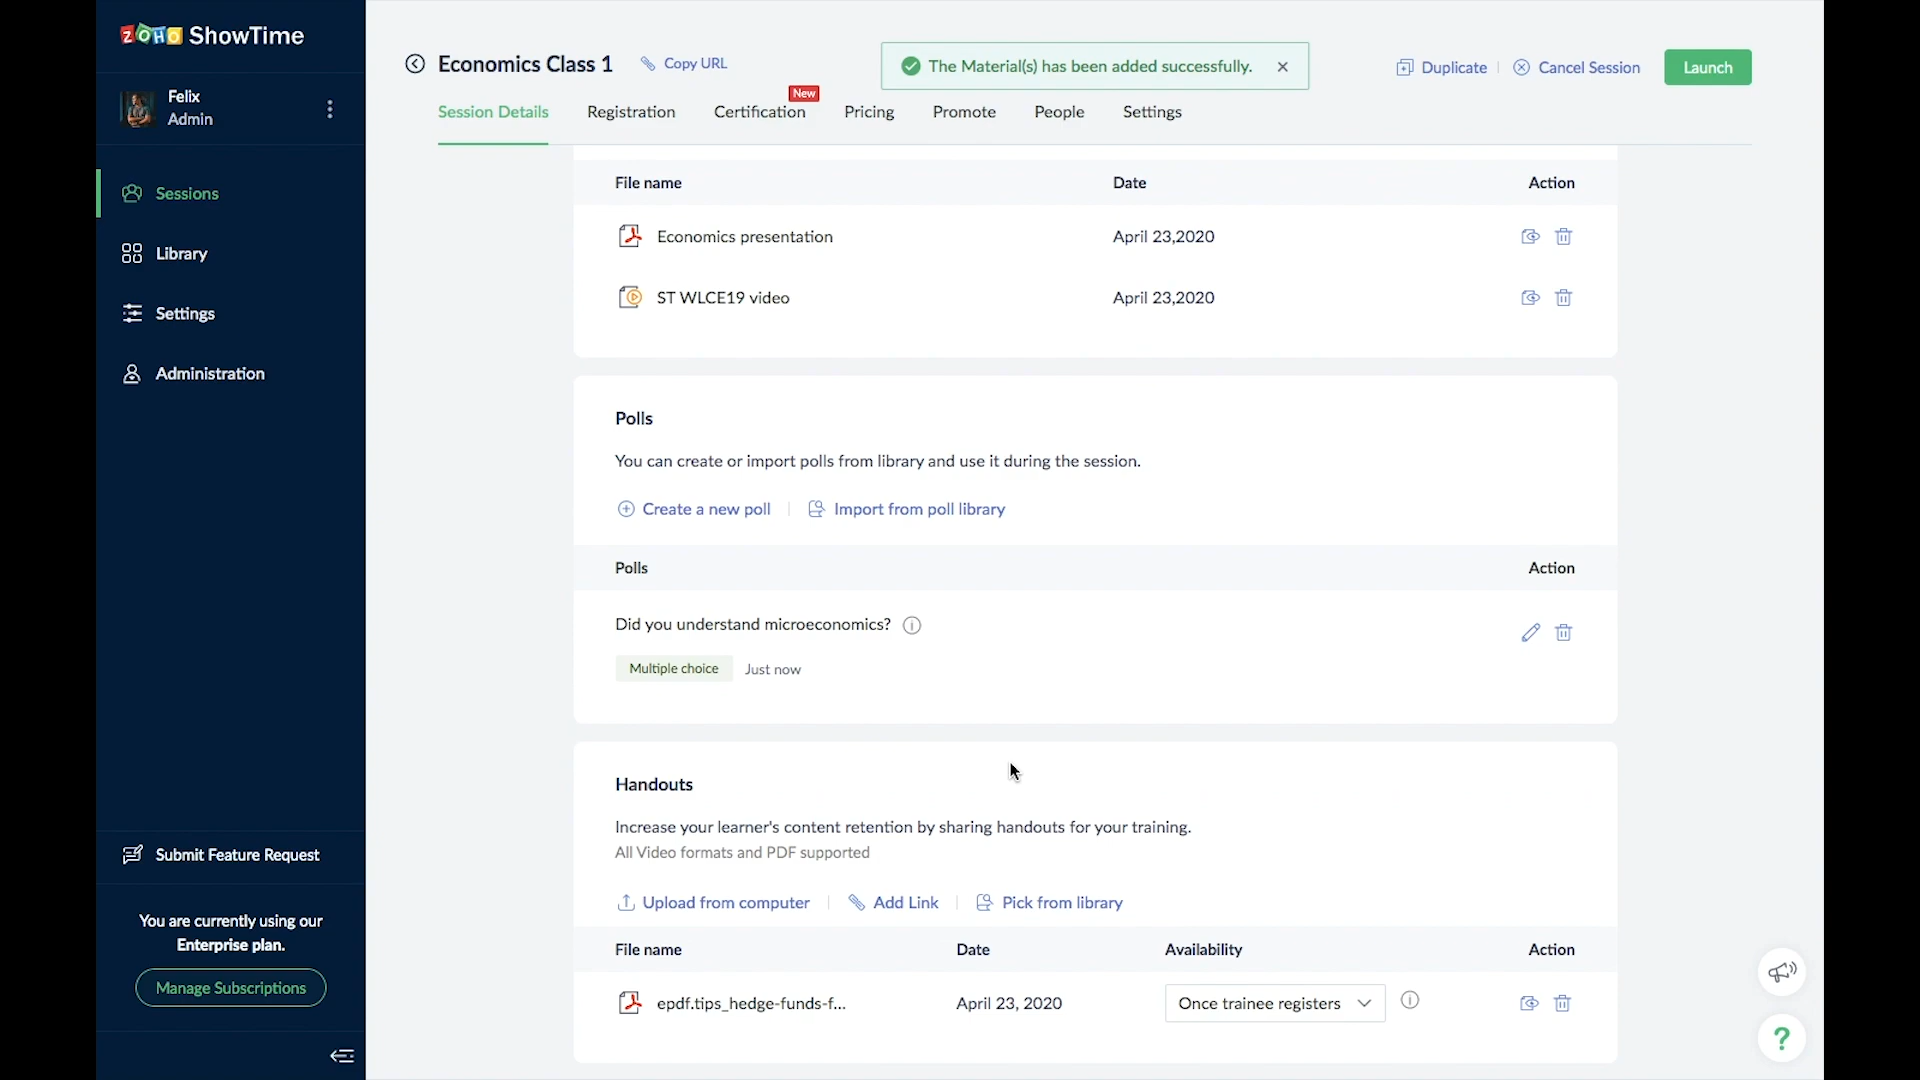 ZOHO ShowTime
Felix
Admin
Sessions
Library
Settings
Administration
Submit Feature Request
You are currently using our
Enterprise plan.
Manage Subscriptions
Economics Class 1
Copy URL
The Material(s) has been added successfully.
Duplicate
Cancel Session
Launch
Session Details
Registration
Certification
New
Pricing
Promote
People
Settings
File name Date Action
Economics presentation April 23,2020
ST WLCE19 video April 23,2020
Polls
You can create or import polls from library and use it during the session.
Create a new poll Import from poll library
Polls Action
Did you understand microeconomics?
Multiple choice Just now
Handouts
Increase your learner's content retention by sharing handouts for your training.
All Video formats and PDF supported
Upload from computer Add Link Pick from library
File name Date Availability Action
epdf.tips_hedge-funds-f... April 23, 2020 Once trainee registers
?